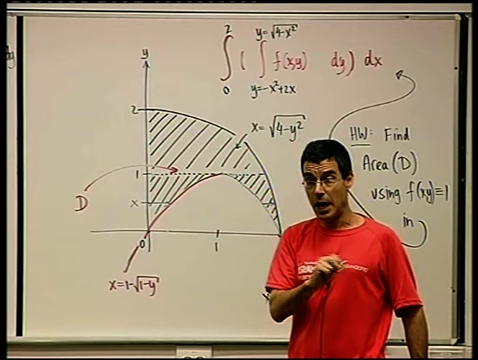 2 y=√4-x²
∫ ( ∫ f(x,y) dy) dx
0 y=-x²+2x
y
2
x=√4-y²
HW: Find
Area(D)
using f(x,y)≡1
in
1
D
x
0
1
x=1-√1-y